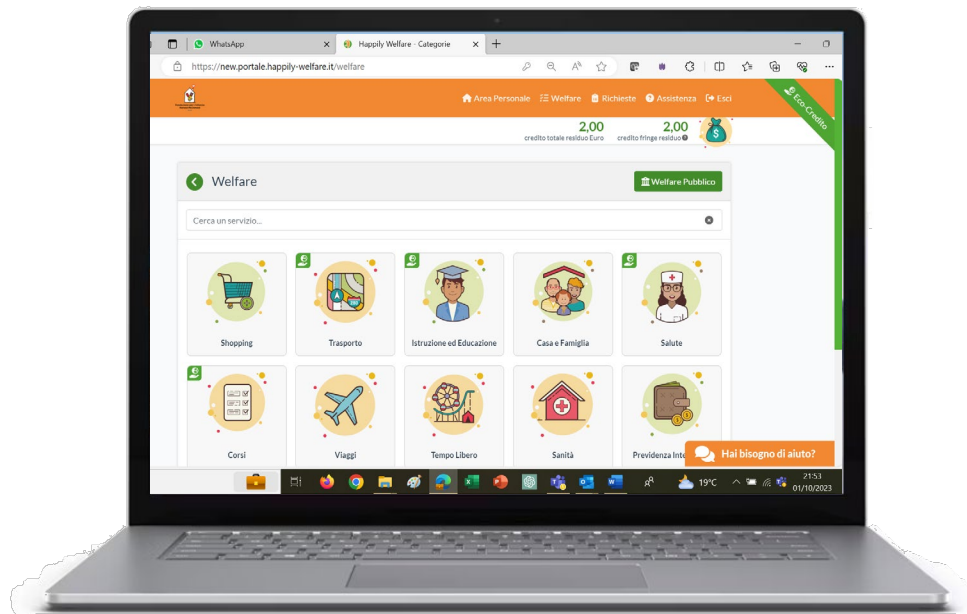 WhatsApp
Happily Welfare - Categorie
https://new.portale.happily-welfare.it/welfare
Area Personale Welfare Richieste Assistenza Esci
Eco-Credito
2,00 2,00
credito totale residuo Euro credito fringe residuo
Welfare
Welfare Pubblico
Cerca un servizio...
Shopping Trasporto Istruzione ed Educazione Casa e Famiglia Salute
Corsi Viaggi Tempo Libero Sanità Previdenza Inte
Hai bisogno di aiuto?
19°C 21:53
01/10/2023